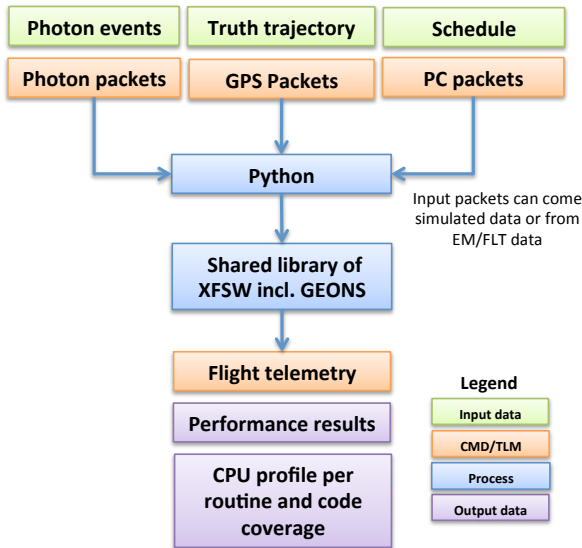 Photon events
Truth trajectory
Schedule
Photon packets
GPS Packets
PC packets
Python
Input packets can come
simulated data or from
EM/FLT data
Shared library of
XFSW incl. GEONS
Flight telemetry
Performance results
CPU profile per
routine and code
coverage
Legend
Input data
CMD/TLM
Process
Output data